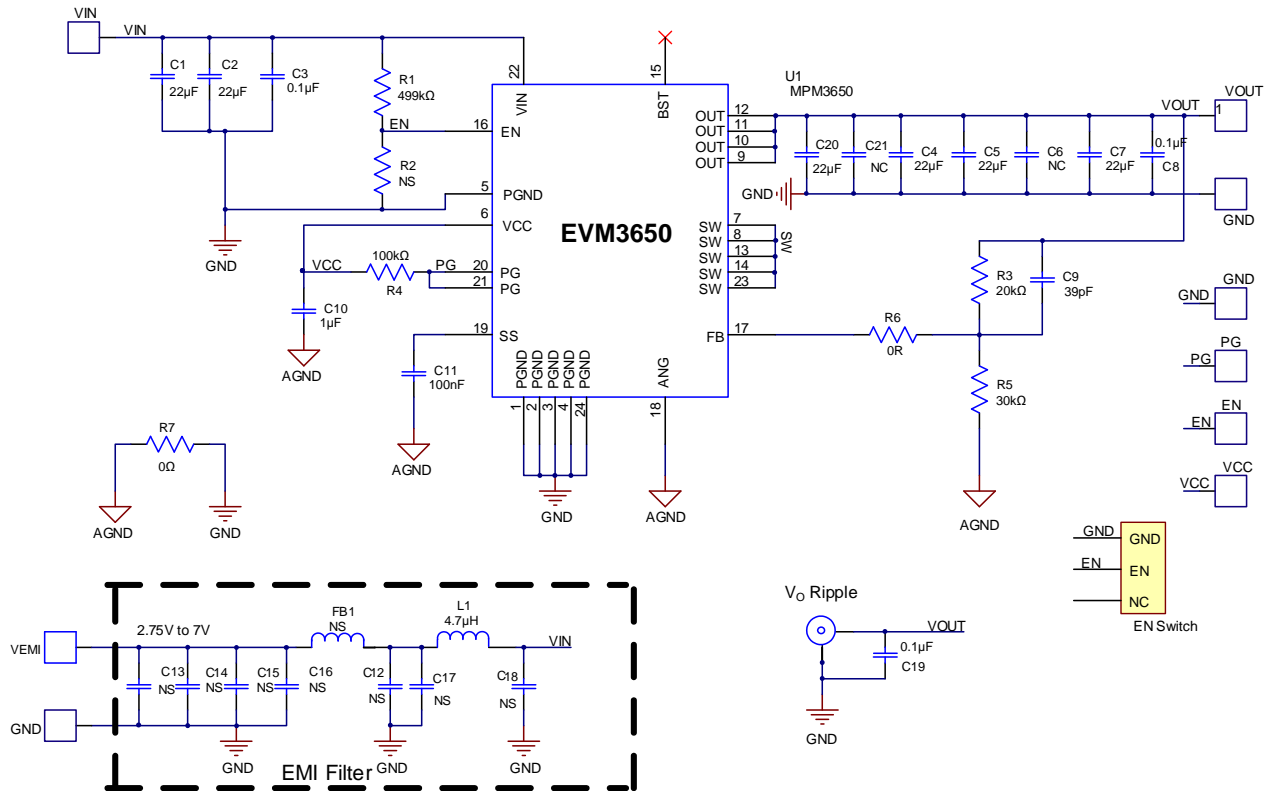 VIN
VIN
C1
22µF
C2
22µF
C3
0.1µF
R1
499kΩ
EN
R2
NS
GND
VCC
100kΩ
R4
PG
C10
1µF
AGND
C11
100nF
AGND
22
VIN
15
BST
U1
MPM3650
16
EN
5
PGND
6
VCC
20
PG
21
PG
19
SS
EVM3650
OUT
12
OUT
11
OUT
10
OUT
9
SW
7
SW
8
SW
13
SW
14
SW
23
SW
FB
17
PGND
PGND
PGND
PGND
PGND
1
2
3
4
24
GND
ANG
18
AGND
VOUT
VOUT
1
C20
22µF
C21
NC
C4
22µF
C5
22µF
C6
NC
C7
22µF
0.1µF
C8
GND
GND
R3
20kΩ
C9
39pF
R6
0R
R5
30kΩ
AGND
GND
GND
PG
PG
EN
EN
VCC
VCC
R7
0Ω
AGND
GND
GND
GND
EN
EN
NC
EN Switch
VEMI
2.75V to 7V
FB1
NS
L1
4.7µH
VIN
C13
NS
C14
NS
C15
NS
C16
NS
C12
NS
C17
NS
C18
NS
GND
GND
GND
GND
EMI Filter
VO Ripple
VOUT
0.1µF
C19
GND